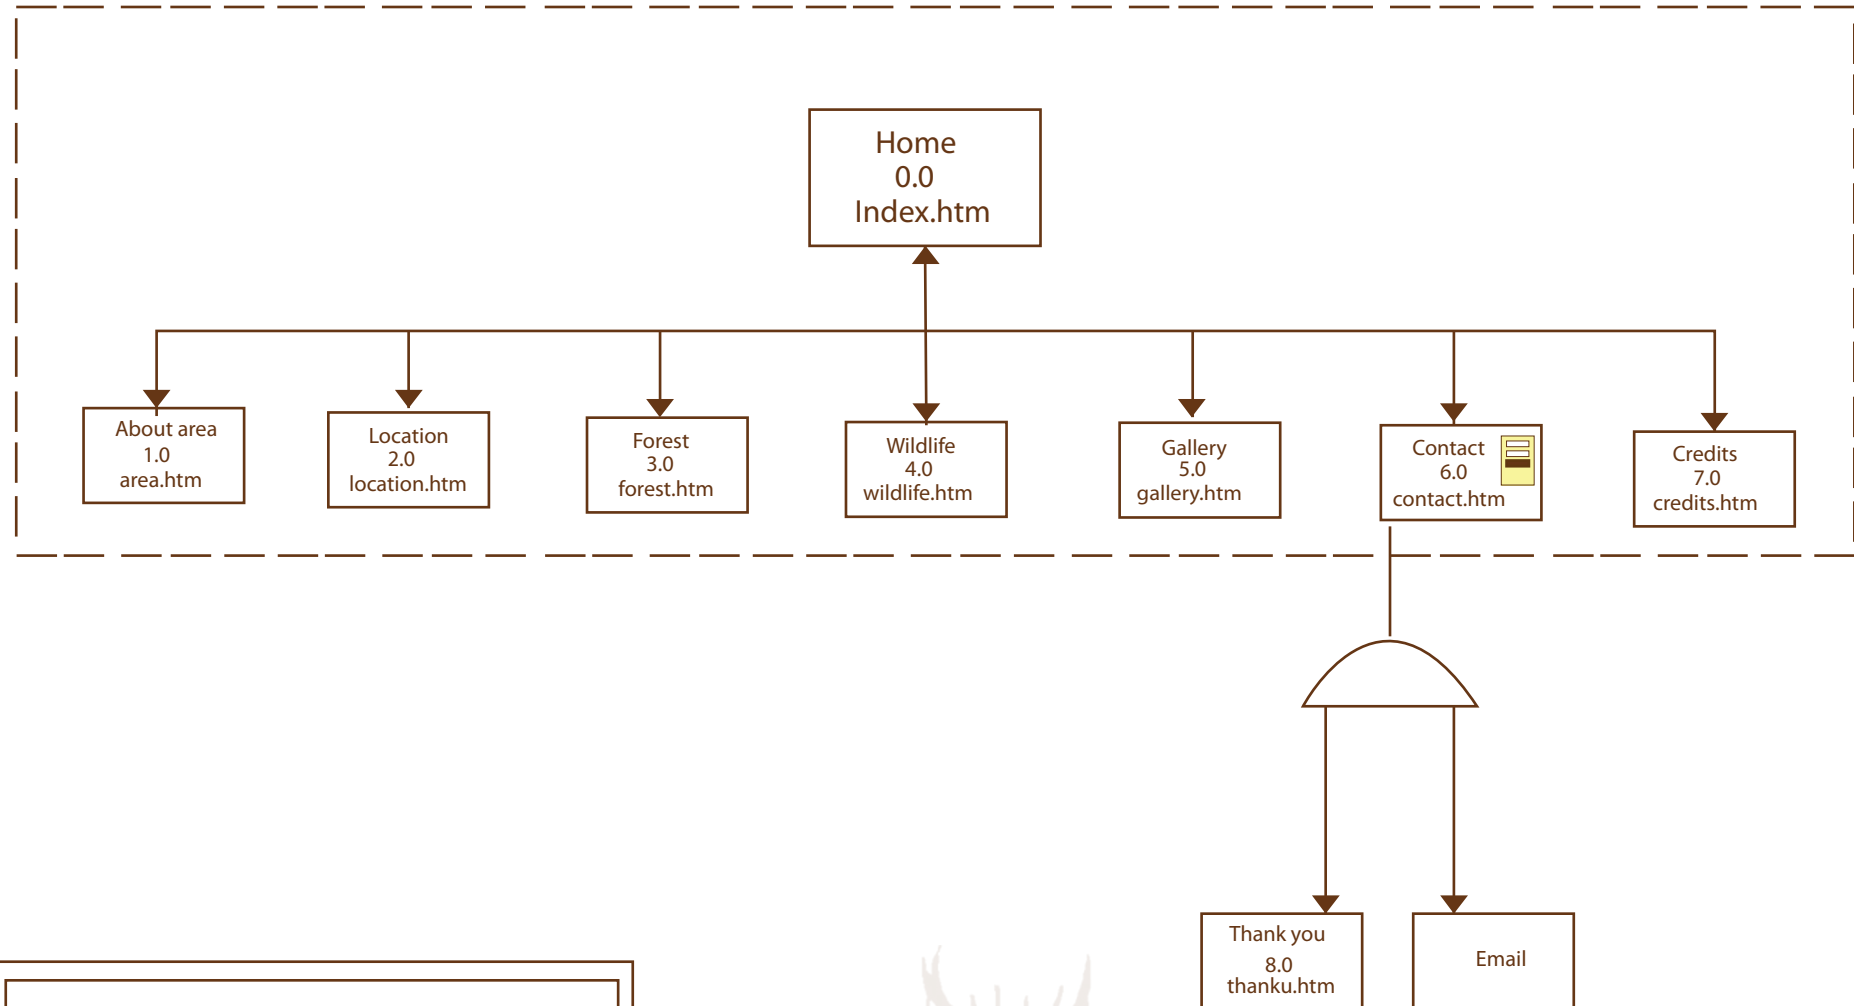 Home
0.0
Index.htm
About area
1.0
area.htm
Location
2.0
location.htm
Forest
3.0
forest.htm
Wildlife
4.0
wildlife.htm
Gallery
5.0
gallery.htm
Contact
6.0
contact.htm
Credits
7.0
credits.htm
Thank you
8.0
thanku.htm
Email